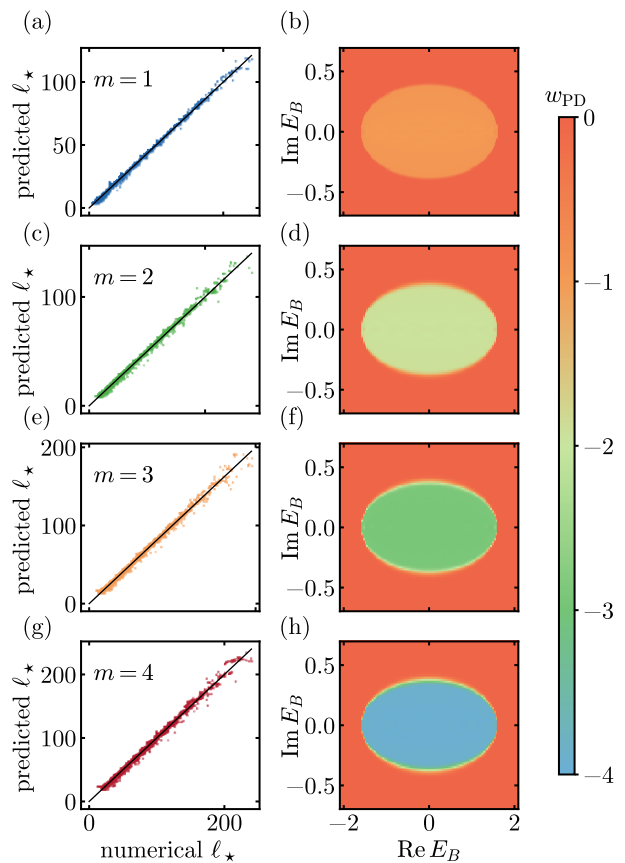 (a)
(b)
100
50
0
predicted ℓ⋆
m = 1
0.5
0.0
−0.5
Im E_B
w_PD
0
−1
−2
−3
−4
(c)
(d)
100
0
predicted ℓ⋆
m = 2
0.5
0.0
−0.5
Im E_B
(e)
(f)
200
100
0
predicted ℓ⋆
m = 3
0.5
0.0
−0.5
Im E_B
(g)
(h)
200
100
0
predicted ℓ⋆
m = 4
0.5
0.0
−0.5
Im E_B
0
200
numerical ℓ⋆
−2
0
2
Re E_B